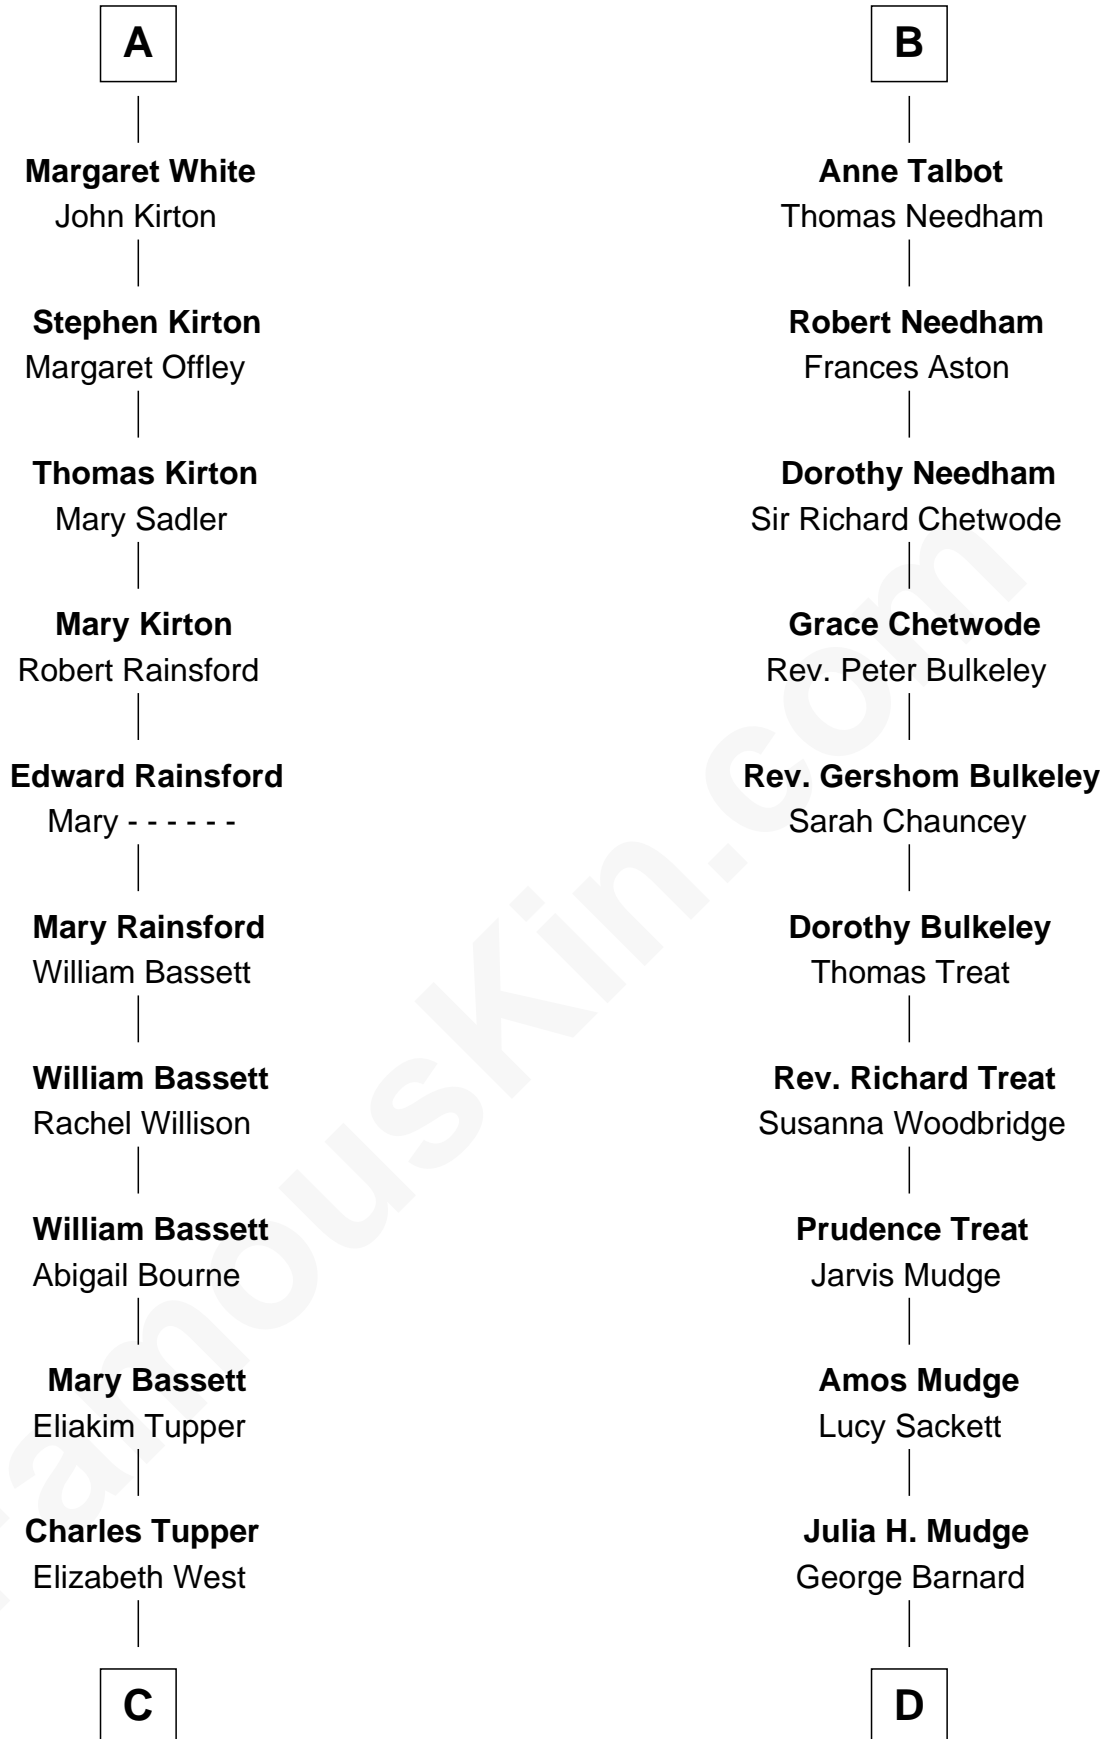 A
Margaret White
John Kirton
Stephen Kirton
Margaret Offley
Thomas Kirton
Mary Sadler
Mary Kirton
Robert Rainsford
Edward Rainsford
Mary - - - - - -
Mary Rainsford
William Bassett
William Bassett
Rachel Willison
William Bassett
Abigail Bourne
Mary Bassett
Eliakim Tupper
Charles Tupper
Elizabeth West
C
B
Anne Talbot
Thomas Needham
Robert Needham
Frances Aston
Dorothy Needham
Sir Richard Chetwode
Grace Chetwode
Rev. Peter Bulkeley
Rev. Gershom Bulkeley
Sarah Chauncey
Dorothy Bulkeley
Thomas Treat
Rev. Richard Treat
Susanna Woodbridge
Prudence Treat
Jarvis Mudge
Amos Mudge
Lucy Sackett
Julia H. Mudge
George Barnard
D
FamousKin.com